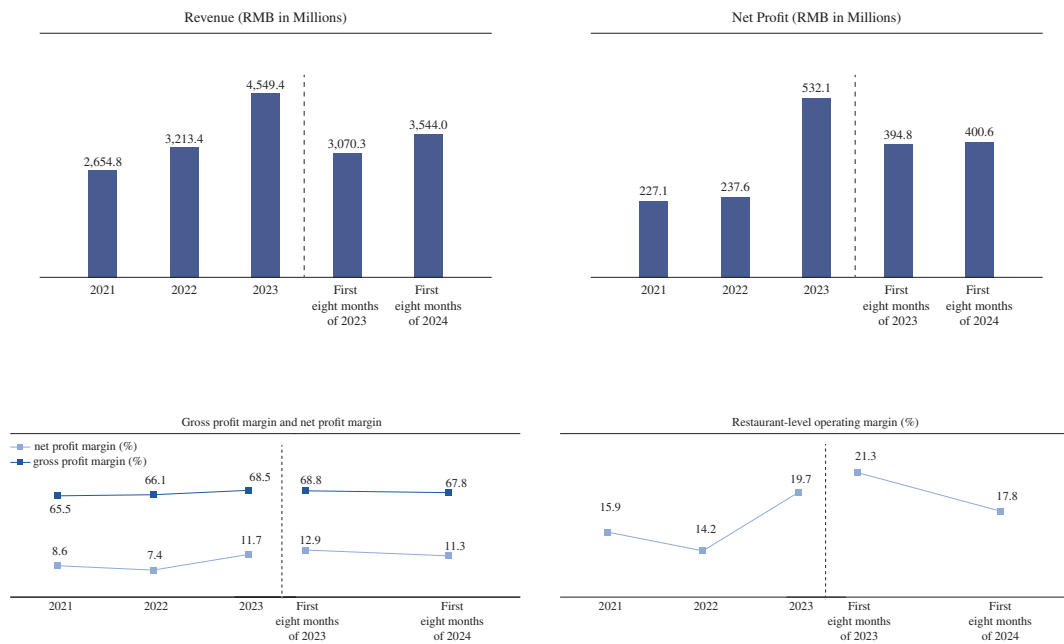 Revenue (RMB in Millions)
4,549.4
3,544.0
3,213.4
3,070.3
2,654.8
2021
2022
2023
First
eight months
of 2023
First
eight months
of 2024
Net Profit (RMB in Millions)
532.1
394.8
400.6
227.1
237.6
2021
2022
2023
First
eight months
of 2023
First
eight months
of 2024
Gross profit margin and net profit margin
net profit margin (%)
gross profit margin (%)
65.5
66.1
68.5
68.8
67.8
8.6
7.4
11.7
12.9
11.3
2021
2022
2023
First
eight months
of 2023
First
eight months
of 2024
Restaurant-level operating margin (%)
15.9
14.2
19.7
21.3
17.8
2021
2022
2023
First
eight months
of 2023
First
eight months
of 2024